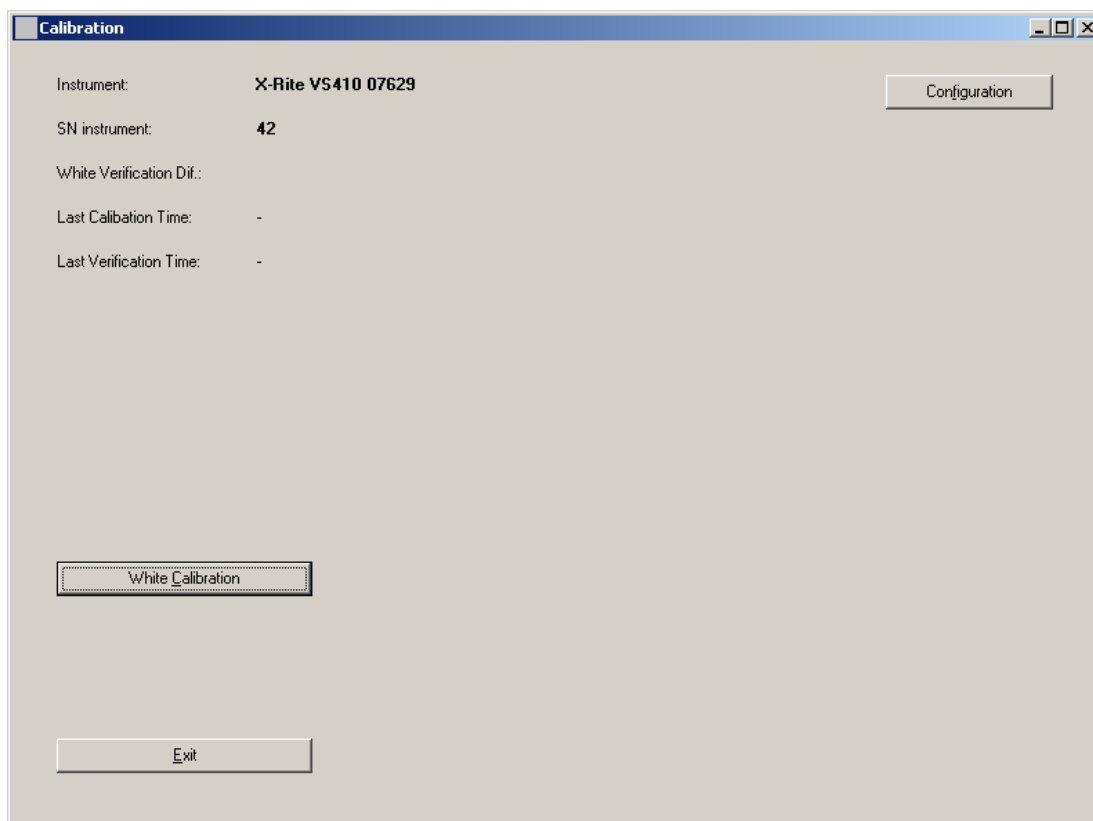 Calibration
Instrument: X-Rite VS410 07629
Configuration
SN instrument: 42
White Verification Dif.:
Last Calibation Time: -
Last Verification Time: -
White Calibration
Exit